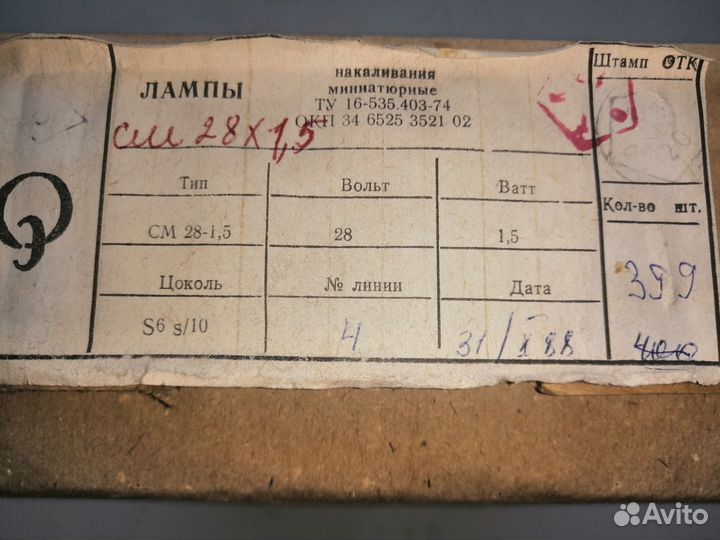 ЛАМПЫ
накаливания
миниатюрные
ТУ 16-535.403-74
ОКП 34 6525 3521 02
см 28х1,5
Штамп ОТК
Тип
Вольт
Ватт
Кол-во шт.
СМ 28-1,5
28
1,5
399
Цоколь
№ линии
Дата
S6 s/10
4
31/X 88
400
Avito